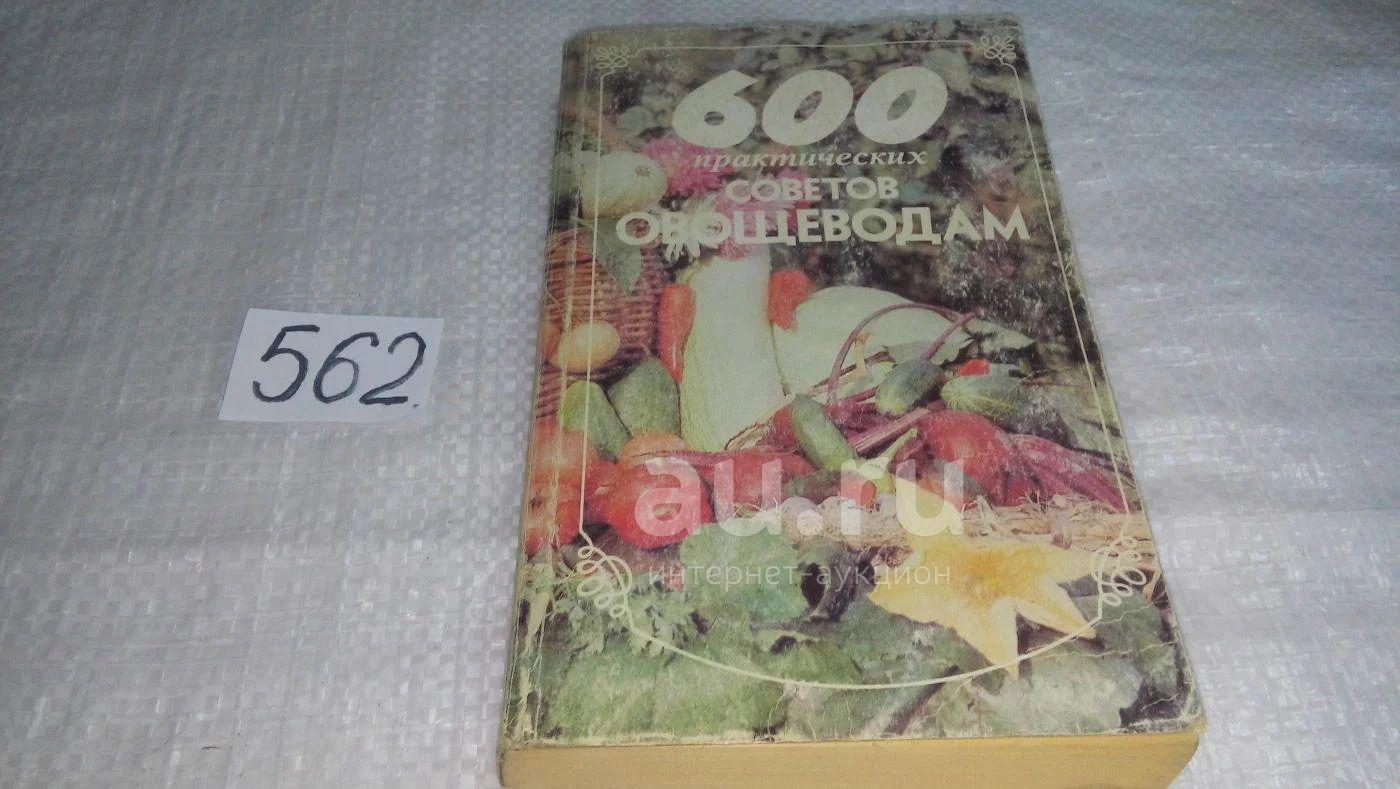 600
практических
СОВЕТОВ
ОВОЩЕВОДАМ
562.
au.ru
интернет-аукцион